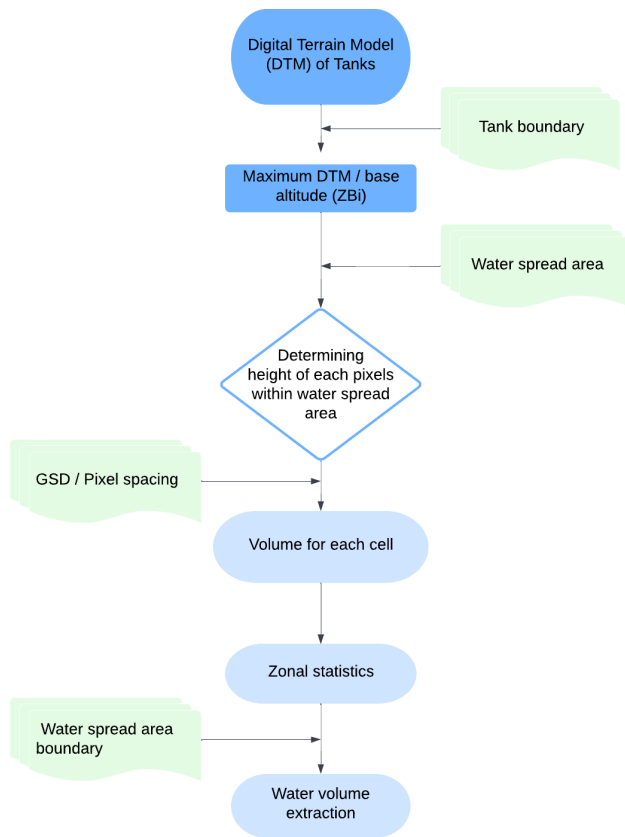 Digital Terrain Model
(DTM) of Tanks
Tank boundary
Maximum DTM / base
altitude (ZBi)
Water spread area
Determining
height of each pixels
within water spread
area
GSD / Pixel spacing
Volume for each cell
Zonal statistics
Water spread area
boundary
Water volume
extraction